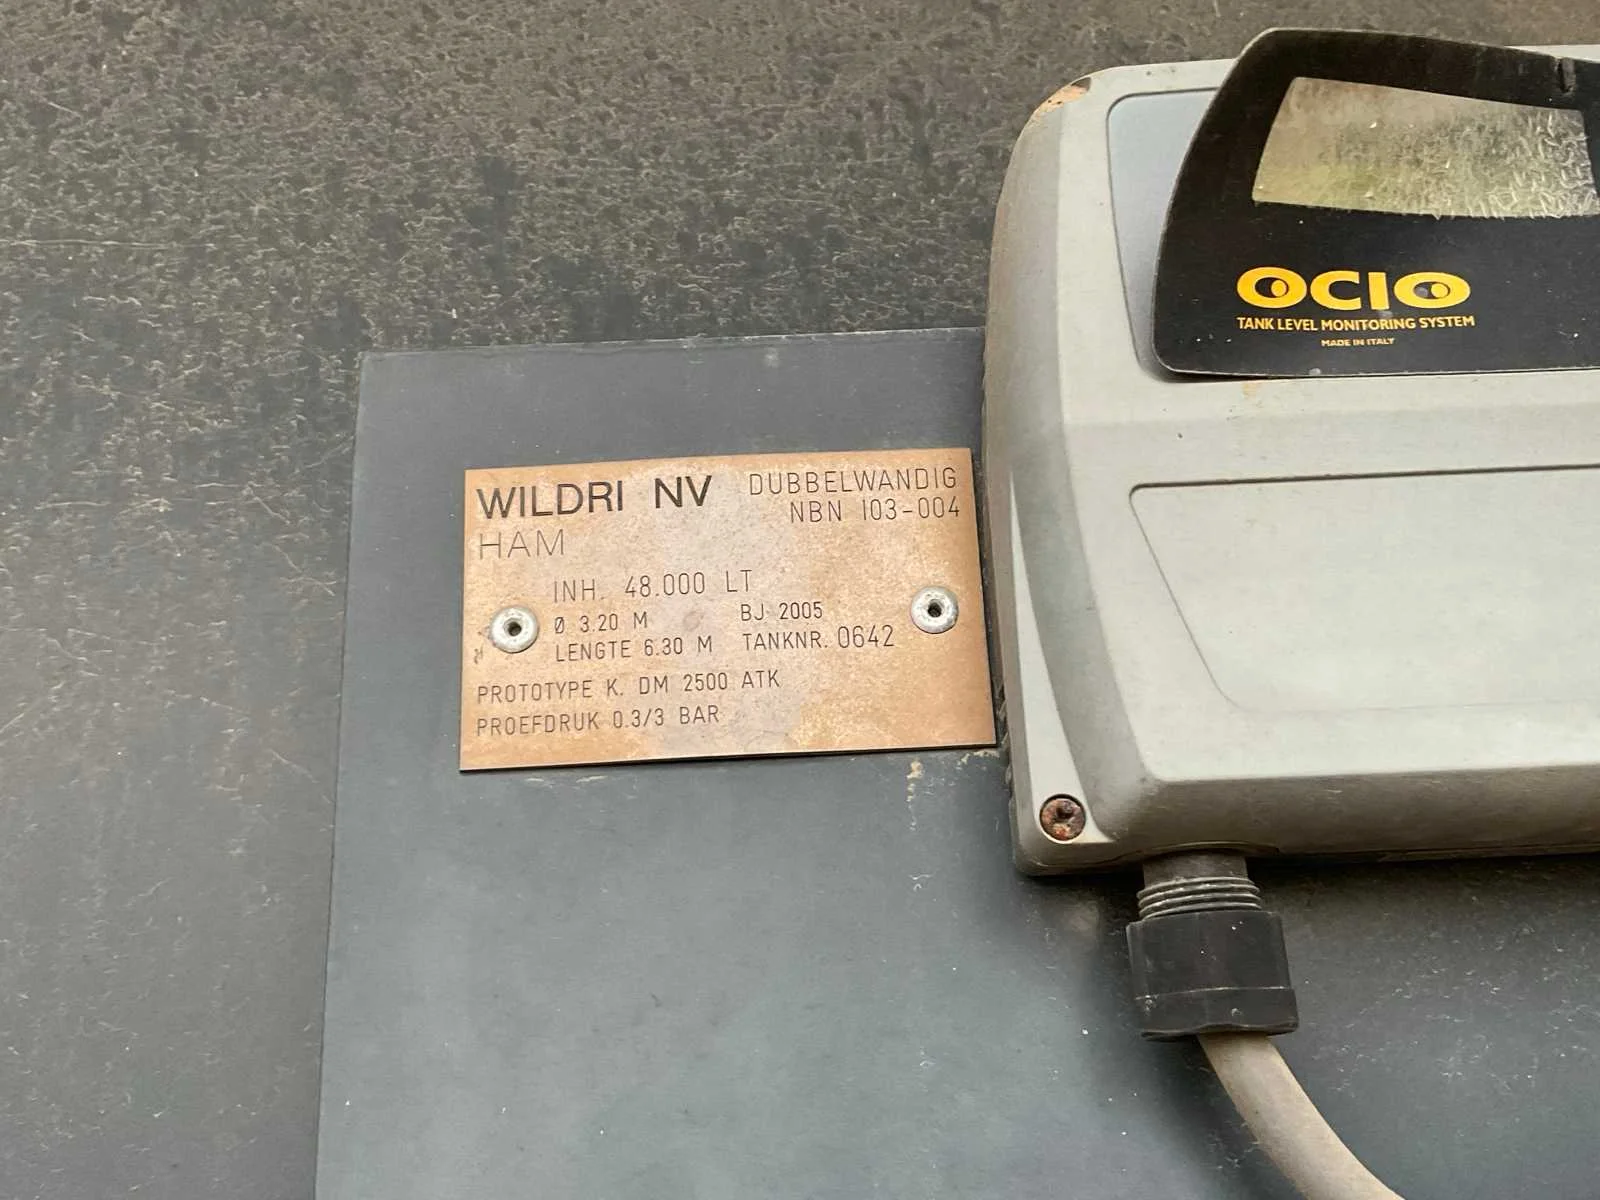 OCIO
TANK LEVEL MONITORING SYSTEM
MADE IN ITALY
WILDRI NV DUBBELWANDIG
HAM NBN I03-004
INH. 48.000 LT
Ø 3.20 M BJ 2005
LENGTE 6.30 M TANKNR. 0642
PROTOTYPE K. DM 2500 ATK
PROEFDRUK 0.3/3 BAR